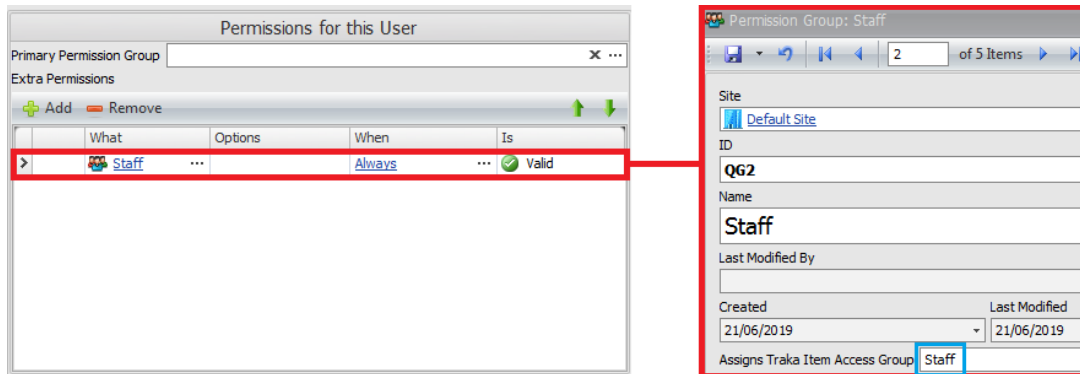 Permissions for this User
Primary Permission Group
Extra Permissions
Add Remove
What Options When Is
Staff Always Valid
Permission Group: Staff
2 of 5 Items
Site
Default Site
ID
QG2
Name
Staff
Last Modified By
Created Last Modified
21/06/2019 21/06/2019
Assigns Traka Item Access Group Staff